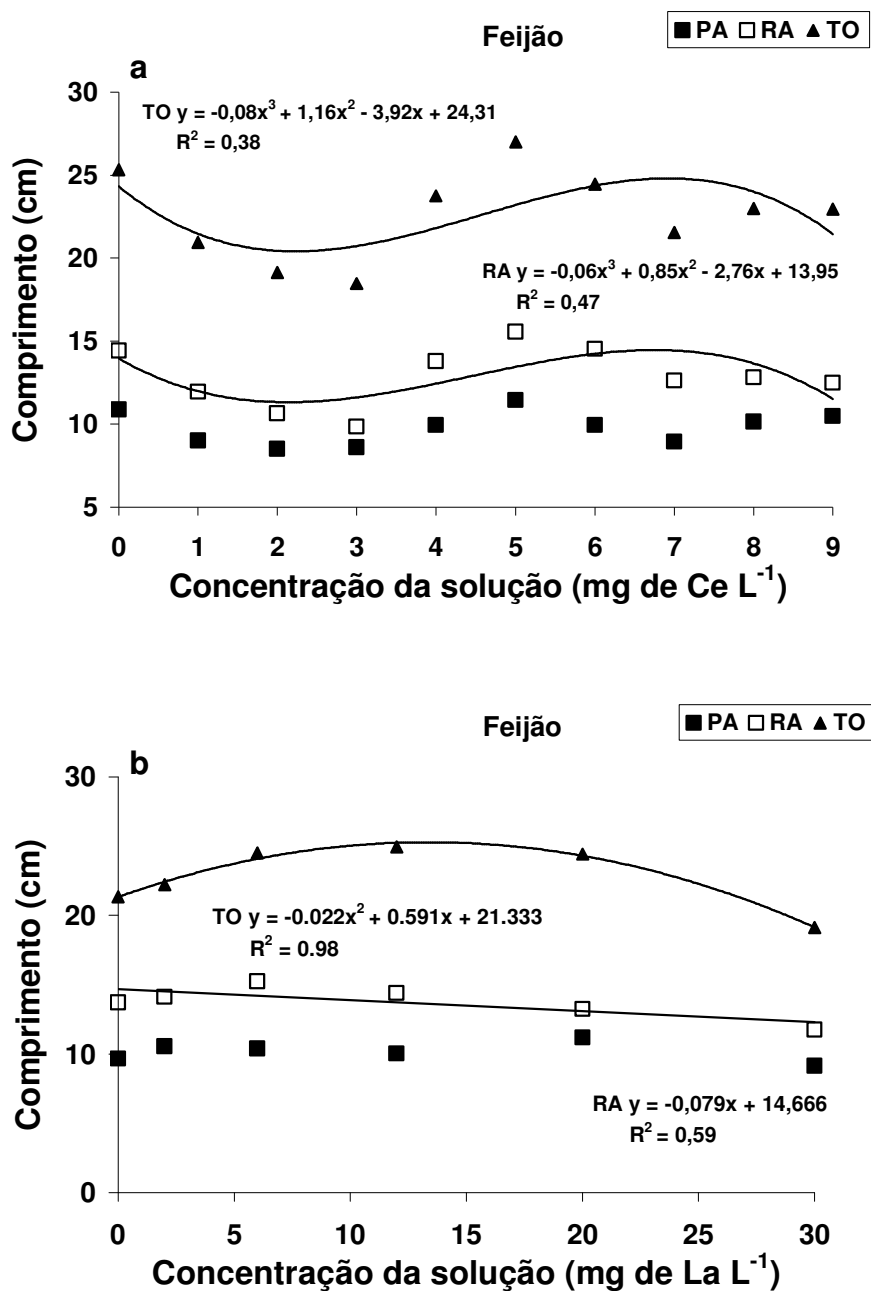 Feijão
■ PA □ RA ▲ TO
a
TO y = -0,08x³ + 1,16x² - 3,92x + 24,31
R² = 0,38
RA y = -0,06x³ + 0,85x² - 2,76x + 13,95
R² = 0,47
Comprimento (cm)
30
25
20
15
10
5
0 1 2 3 4 5 6 7 8 9
Concentração da solução (mg de Ce L⁻¹)
Feijão
■ PA □ RA ▲ TO
b
TO y = -0.022x² + 0.591x + 21.333
R² = 0.98
RA y = -0,079x + 14,666
R² = 0,59
Comprimento (cm)
30
20
10
0
0 5 10 15 20 25 30
Concentração da solução (mg de La L⁻¹)